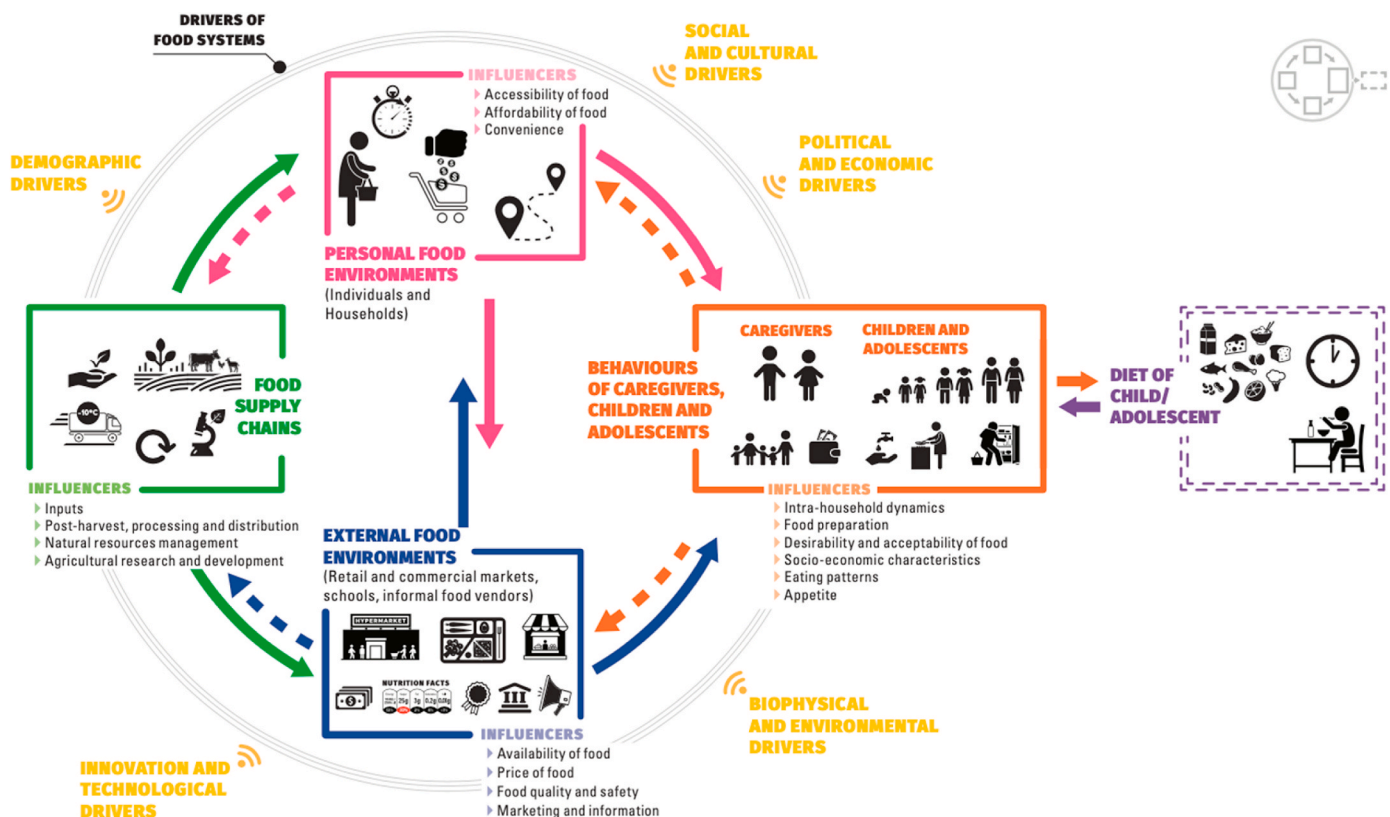 DRIVERS OF
FOOD SYSTEMS
SOCIAL
AND CULTURAL
DRIVERS
POLITICAL
AND ECONOMIC
DRIVERS
DEMOGRAPHIC
DRIVERS
INFLUENCERS
Accessibility of food
Affordability of food
Convenience
PERSONAL FOOD
ENVIRONMENTS
(Individuals and
Households)
FOOD
SUPPLY
CHAINS
-10°C
INFLUENCERS
Inputs
Post-harvest, processing and distribution
Natural resources management
Agricultural research and development
BEHAVIOURS
OF CAREGIVERS,
CHILDREN AND
ADOLESCENTS
CAREGIVERS
CHILDREN AND
ADOLESCENTS
INFLUENCERS
Intra-household dynamics
Food preparation
Desirability and acceptability of food
Socio-economic characteristics
Eating patterns
Appetite
DIET OF
CHILD/
ADOLESCENT
EXTERNAL FOOD
ENVIRONMENTS
(Retail and commercial markets,
schools, informal food vendors)
HYPERMARKET
NUTRITION FACTS
25g 3g 0.2g
INFLUENCERS
Availability of food
Price of food
Food quality and safety
Marketing and information
BIOPHYSICAL
AND ENVIRONMENTAL
DRIVERS
INNOVATION AND
TECHNOLOGICAL
DRIVERS